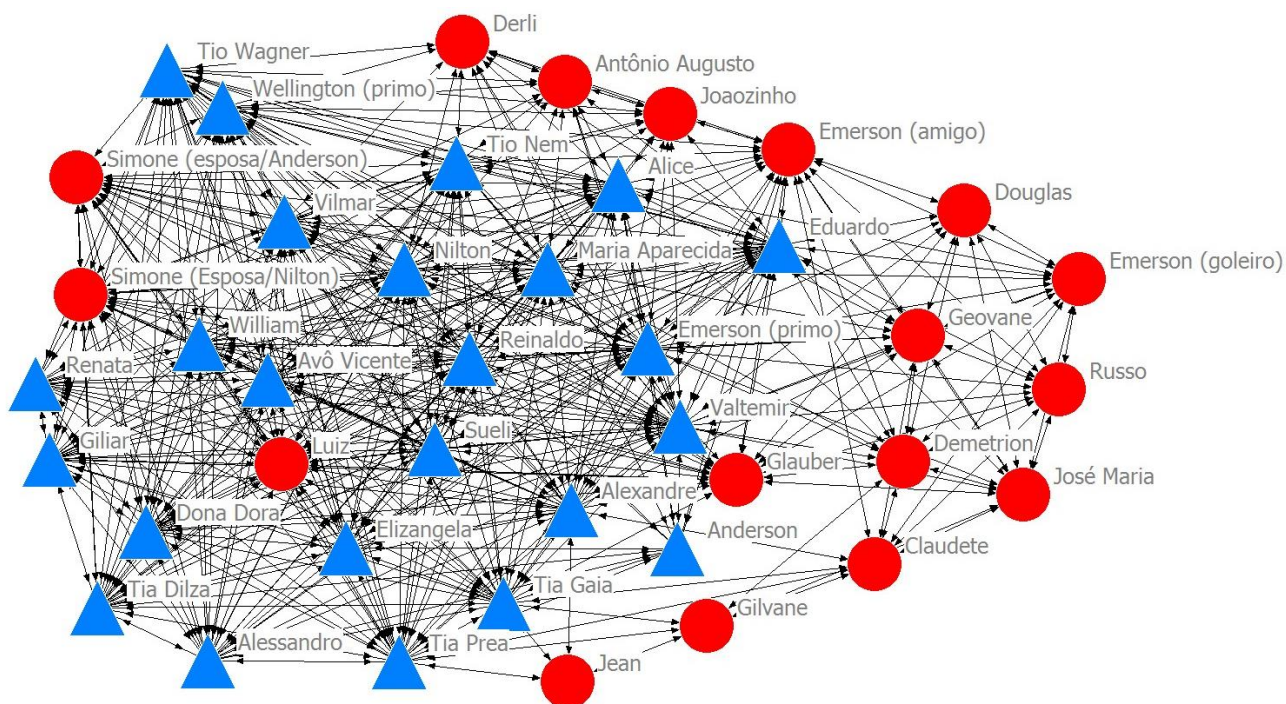 Derli
Tio Wagner
Antônio Augusto
Wellington (primo)
Joaozinho
Emerson (amigo)
Tio Nem
Simone (esposa/Anderson)
Alice
Vilmar
Douglas
Eduardo
Nilton
Maria Aparecida
Emerson (goleiro)
Simone (Esposa/Nilton)
Geovane
William
Reinaldo
Emerson (primo)
Renata
Avô Vicente
Russo
Valtemir
Giliar
Luiz
Sueli
Glauber
Demetrion
José Maria
Alexandre
Dona Dora
Elizangela
Anderson
Claudete
Tia Dilza
Tia Gaia
Gilvane
Alessandro
Tia Prea
Jean